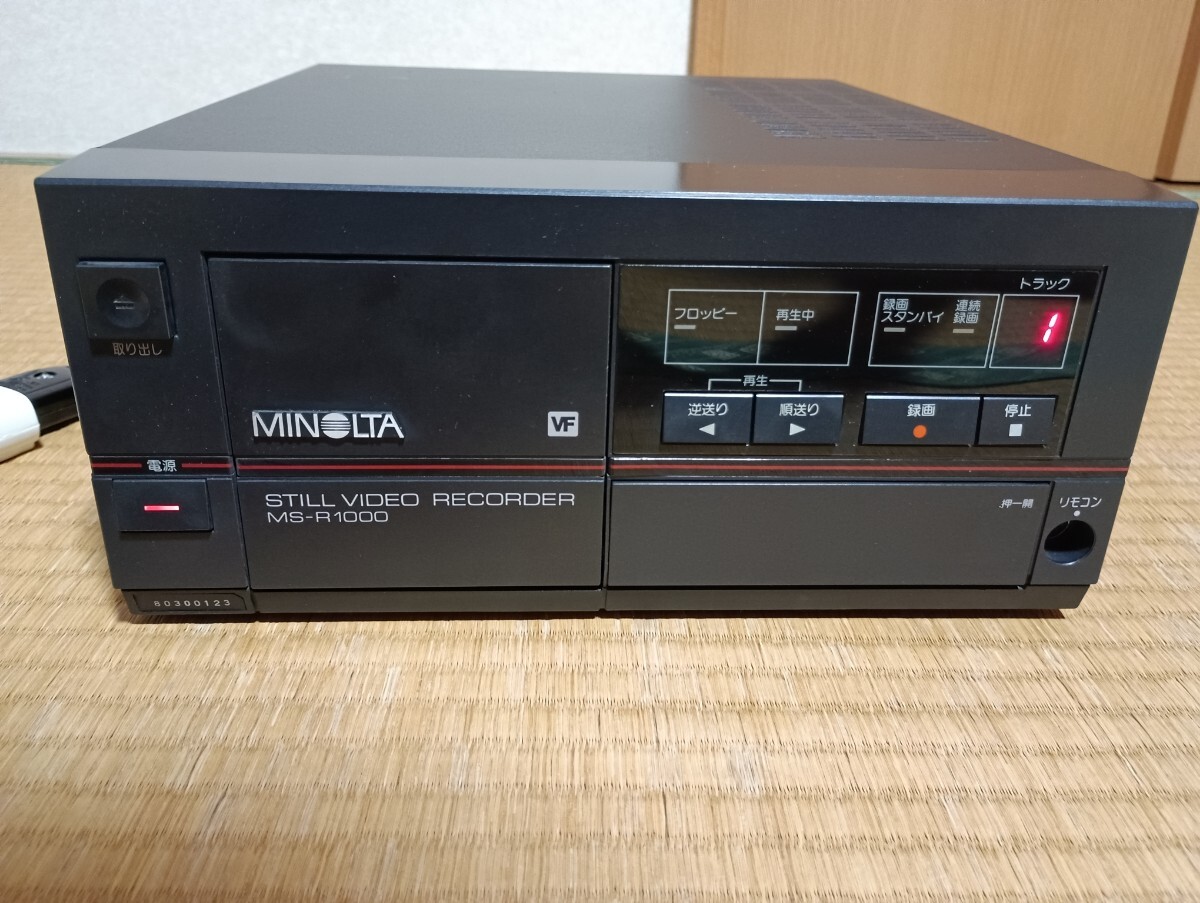 トラック
フロッピー
再生中
録画
スタンバイ
連続
録画
1
取り出し
再生
逆送り
順送り
録画
停止
MINOLTA
VF
電源
STILL VIDEO RECORDER
MS-R1000
押ー開
リモコン
80300123